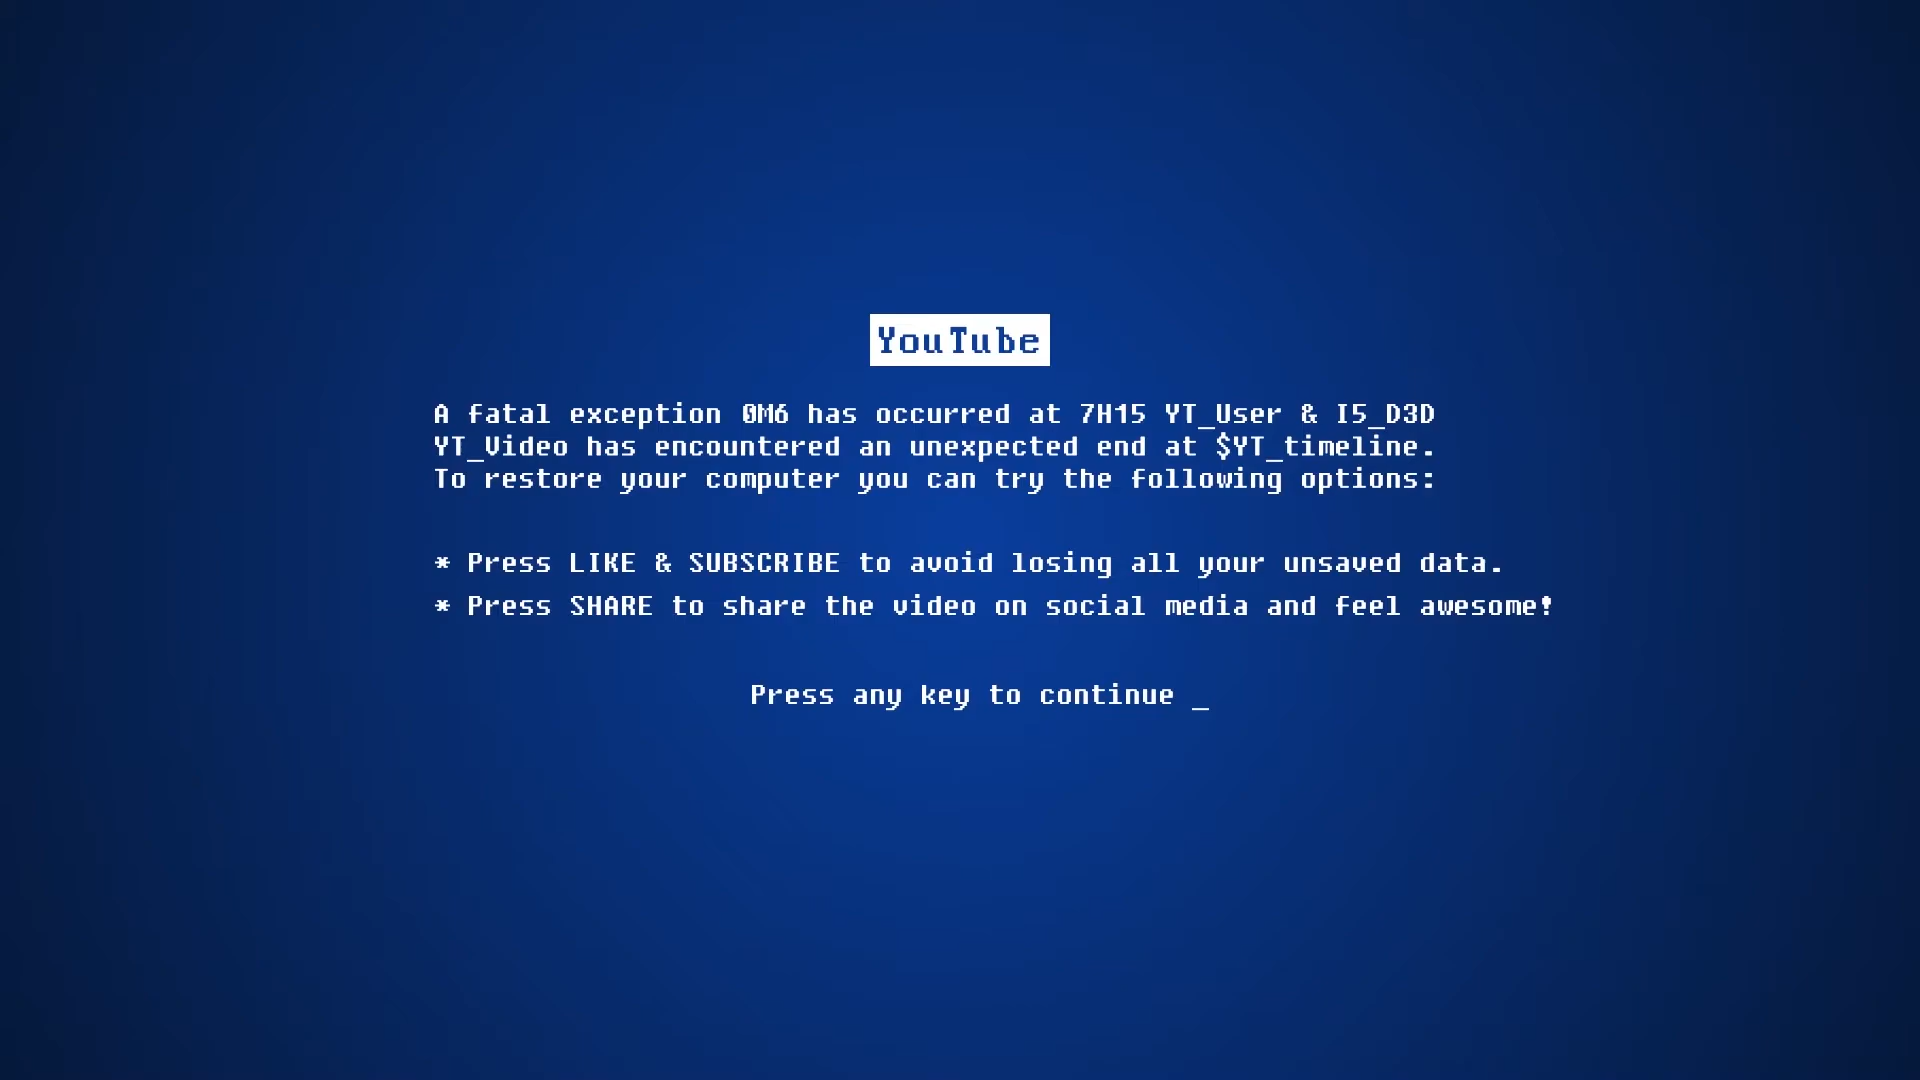 YouTube
A fatal exception 0M6 has occurred at 7H15 YT_User & I5_D3D
YT_Video has encountered an unexpected end at $YT_timeline.
To restore your computer you can try the following options:
* Press LIKE & SUBSCRIBE to avoid losing all your unsaved data.
* Press SHARE to share the video on social media and feel awesome!
Press any key to continue _